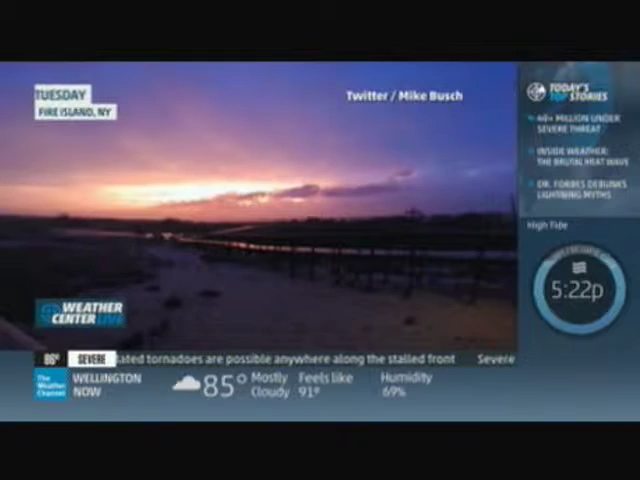 TUESDAY
FIRE ISLAND, NY
Twitter / Mike Busch
TODAY'S
TOP STORIES
40+ MILLION UNDER
SEVERE THREAT
INSIDE WEATHER:
THE BRUTAL HEAT WAVE
DR. FORBES DEBUNKS
LIGHTNING MYTHS
High Tide
5:22p
WEATHER
CENTER LIVE
86° SEVERE lated tornadoes are possible anywhere along the stalled front Severe
The
Weather
Channel
WELLINGTON
NOW
85°
Mostly
Cloudy
Feels like
91°
Humidity
69%